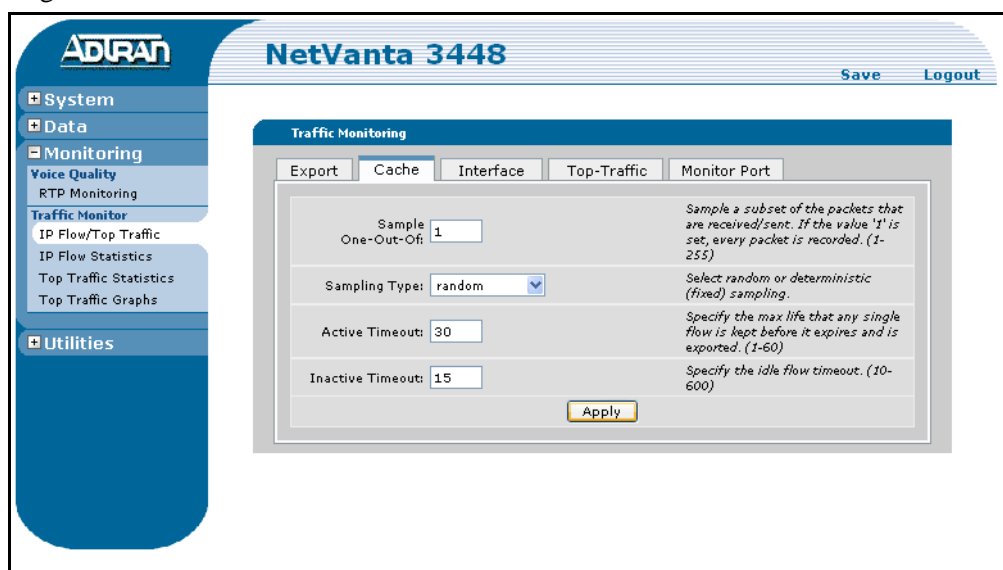 ADTRAN
NetVanta 3448
Save Logout
System
Data
Monitoring
Voice Quality
RTP Monitoring
Traffic Monitor
IP Flow/Top Traffic
IP Flow Statistics
Top Traffic Statistics
Top Traffic Graphs
Utilities
Traffic Monitoring
Export Cache Interface Top-Traffic Monitor Port
Sample
One-Out-Of: 1
Sample a subset of the packets that
are received/sent. If the value '1' is
set, every packet is recorded. (1-
255)
Sampling Type: random
Select random or deterministic
(fixed) sampling.
Active Timeout: 30
Specify the max life that any single
flow is kept before it expires and is
exported. (1-60)
Inactive Timeout: 15
Specify the idle flow timeout. (10-
600)
Apply